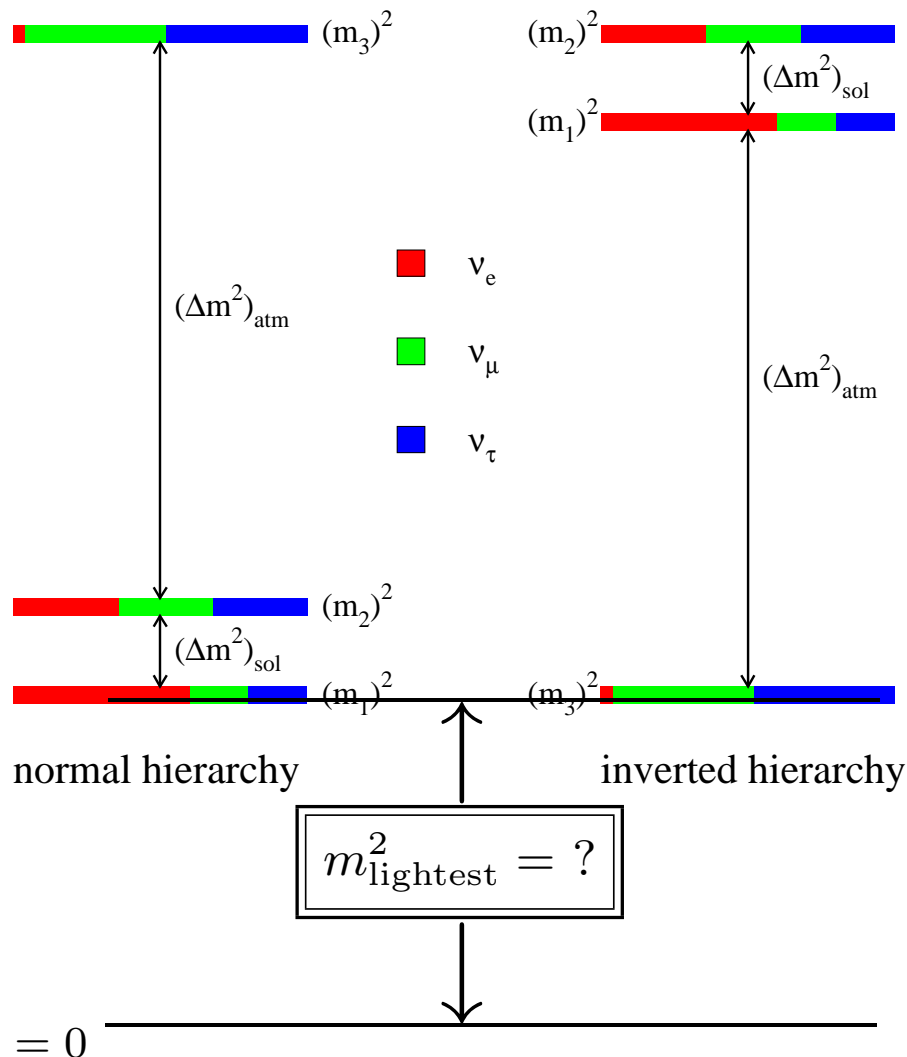 (m₃)²
(m₂)²
(Δm²)sol
(m₁)²
νe
(Δm²)atm
νμ
(Δm²)atm
ντ
(m₂)²
(Δm²)sol
(m₁)²
(m₃)²
normal hierarchy
inverted hierarchy
m²lightest = ?
= 0